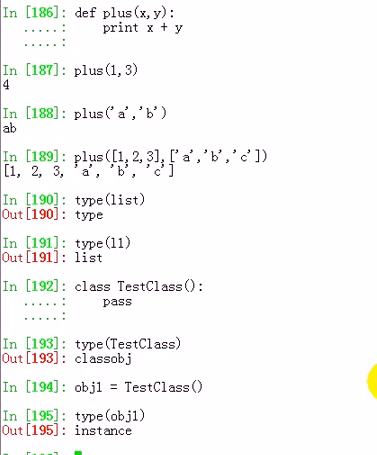 In [186]: def plus(x,y):
.....:     print x + y
.....:
In [187]: plus(1,3)
4
In [188]: plus('a','b')
ab
In [189]: plus([1,2,3],['a','b','c'])
[1, 2, 3, 'a', 'b', 'c']
In [190]: type(list)
Out[190]: type
In [191]: type(l1)
Out[191]: list
In [192]: class TestClass():
.....:     pass
.....:
In [193]: type(TestClass)
Out[193]: classobj
In [194]: obj1 = TestClass()
In [195]: type(obj1)
Out[195]: instance